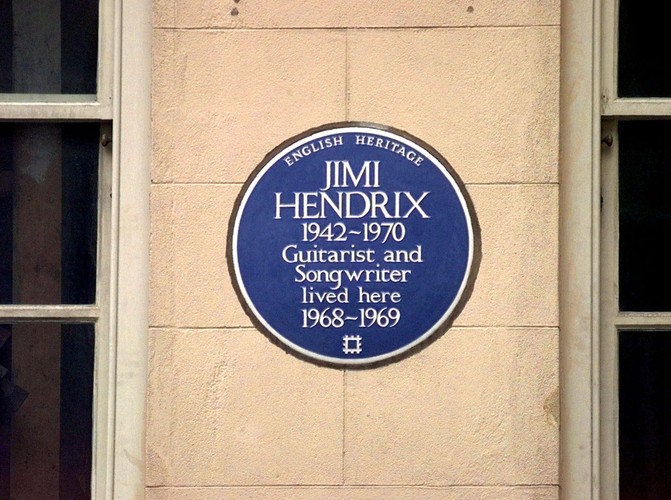 ENGLISH HERITAGE
JIMI
HENDRIX
1942~1970
Guitarist and
Songwriter
lived here
1968~1969